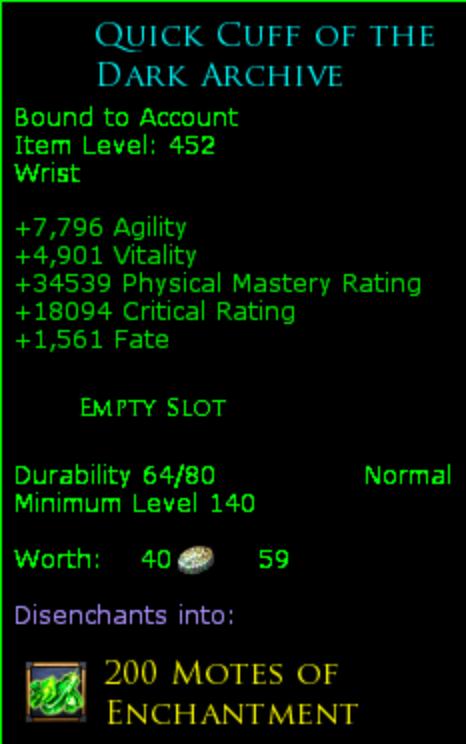 Quick Cuff of the
Dark Archive
Bound to Account
Item Level: 452
Wrist
+7,796 Agility
+4,901 Vitality
+34539 Physical Mastery Rating
+18094 Critical Rating
+1,561 Fate
Empty Slot
Durability 64/80 Normal
Minimum Level 140
Worth: 40 59
Disenchants into:
200 Motes of
Enchantment